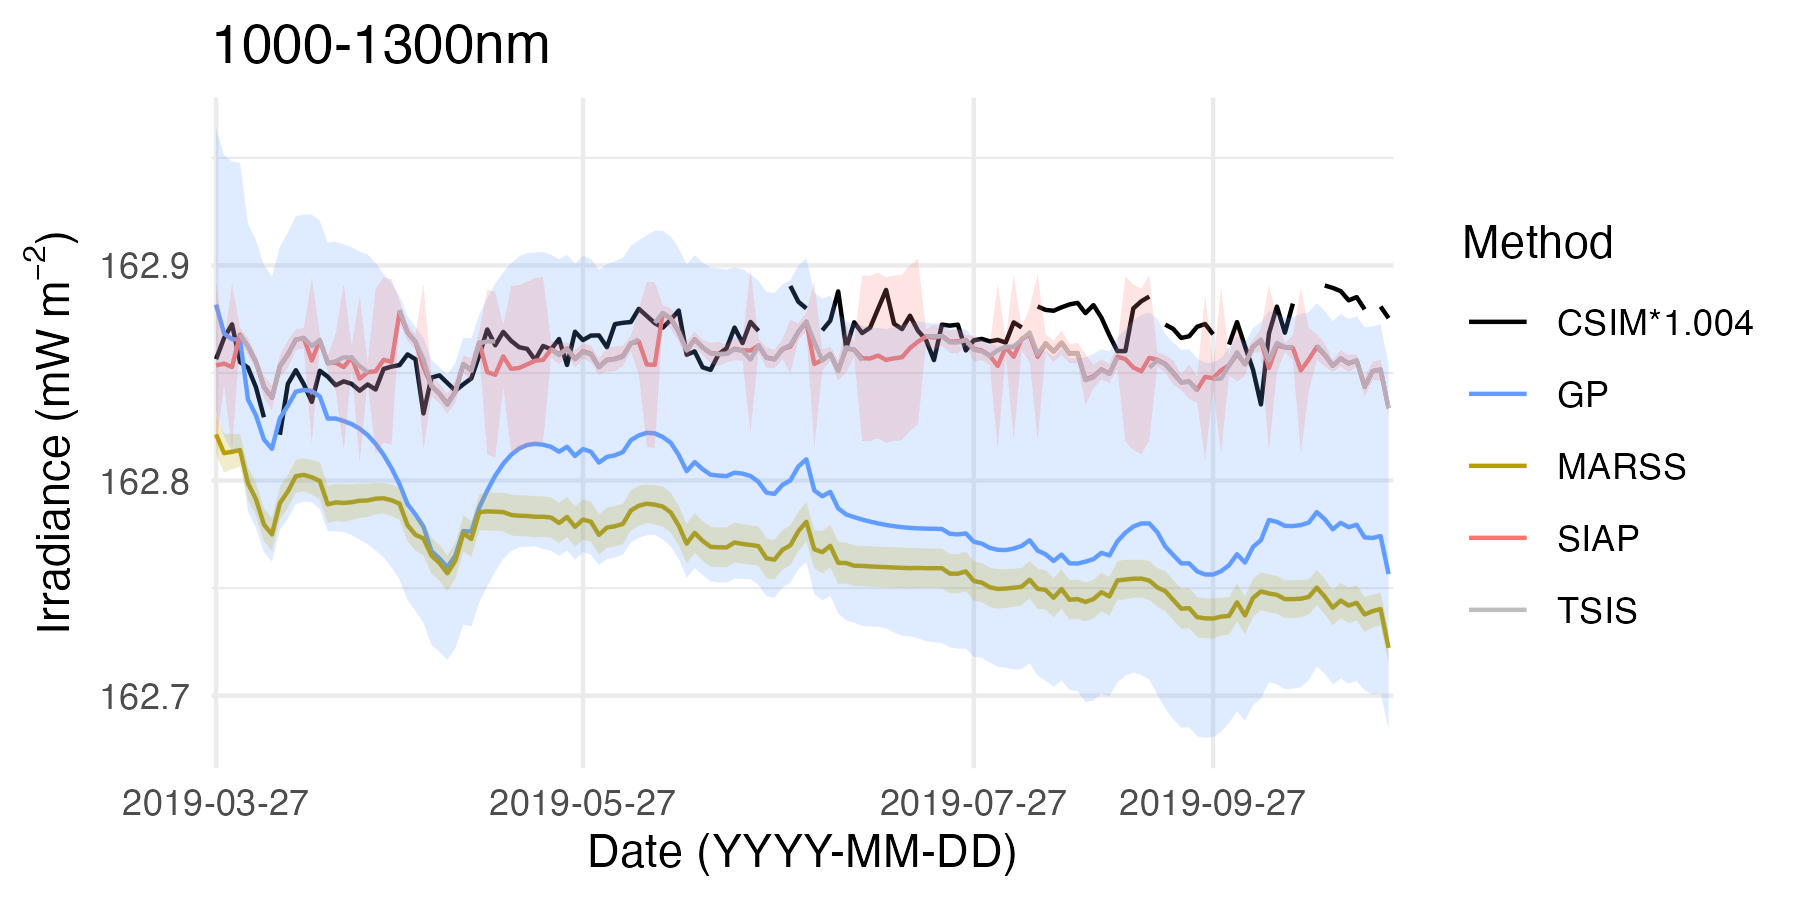 1000-1300nm
Irradiance (mW m⁻²)
162.9
162.8
162.7
2019-03-27 2019-05-27 2019-07-27 2019-09-27
Date (YYYY-MM-DD)
Method
CSIM*1.004
GP
MARSS
SIAP
TSIS